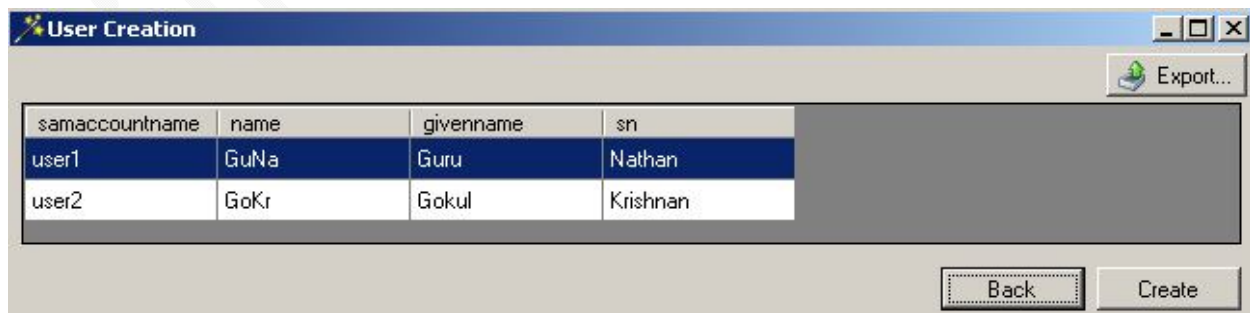 User Creation
Export...
samaccountname name givenname sn
user1 GuNa Guru Nathan
user2 GoKr Gokul Krishnan
Back Create